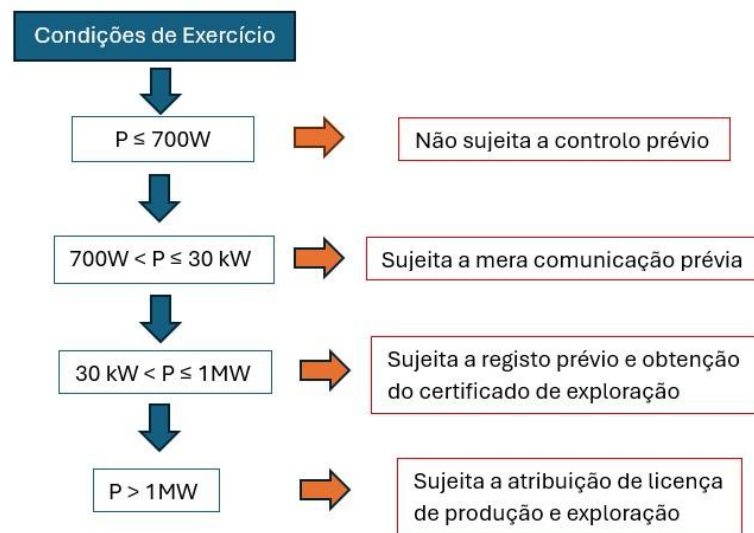 Condições de Exercício
P ≤ 700W
Não sujeita a controlo prévio
700W < P ≤ 30 kW
Sujeita a mera comunicação prévia
30 kW < P ≤ 1MW
Sujeita a registo prévio e obtenção
do certificado de exploração
P > 1MW
Sujeita a atribuição de licença
de produção e exploração